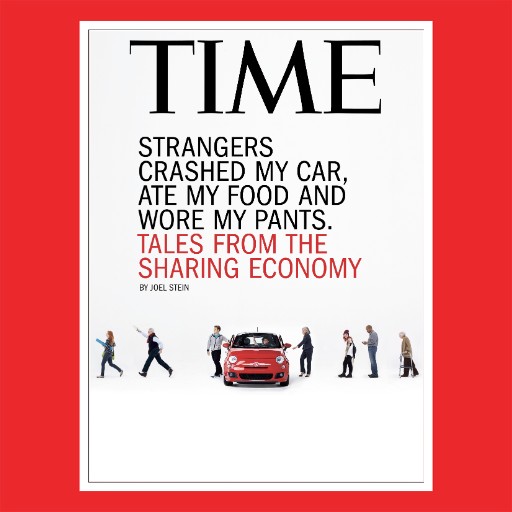 TIME
STRANGERS
CRASHED MY CAR,
ATE MY FOOD AND
WORE MY PANTS.
TALES FROM THE
SHARING ECONOMY
BY JOEL STEIN